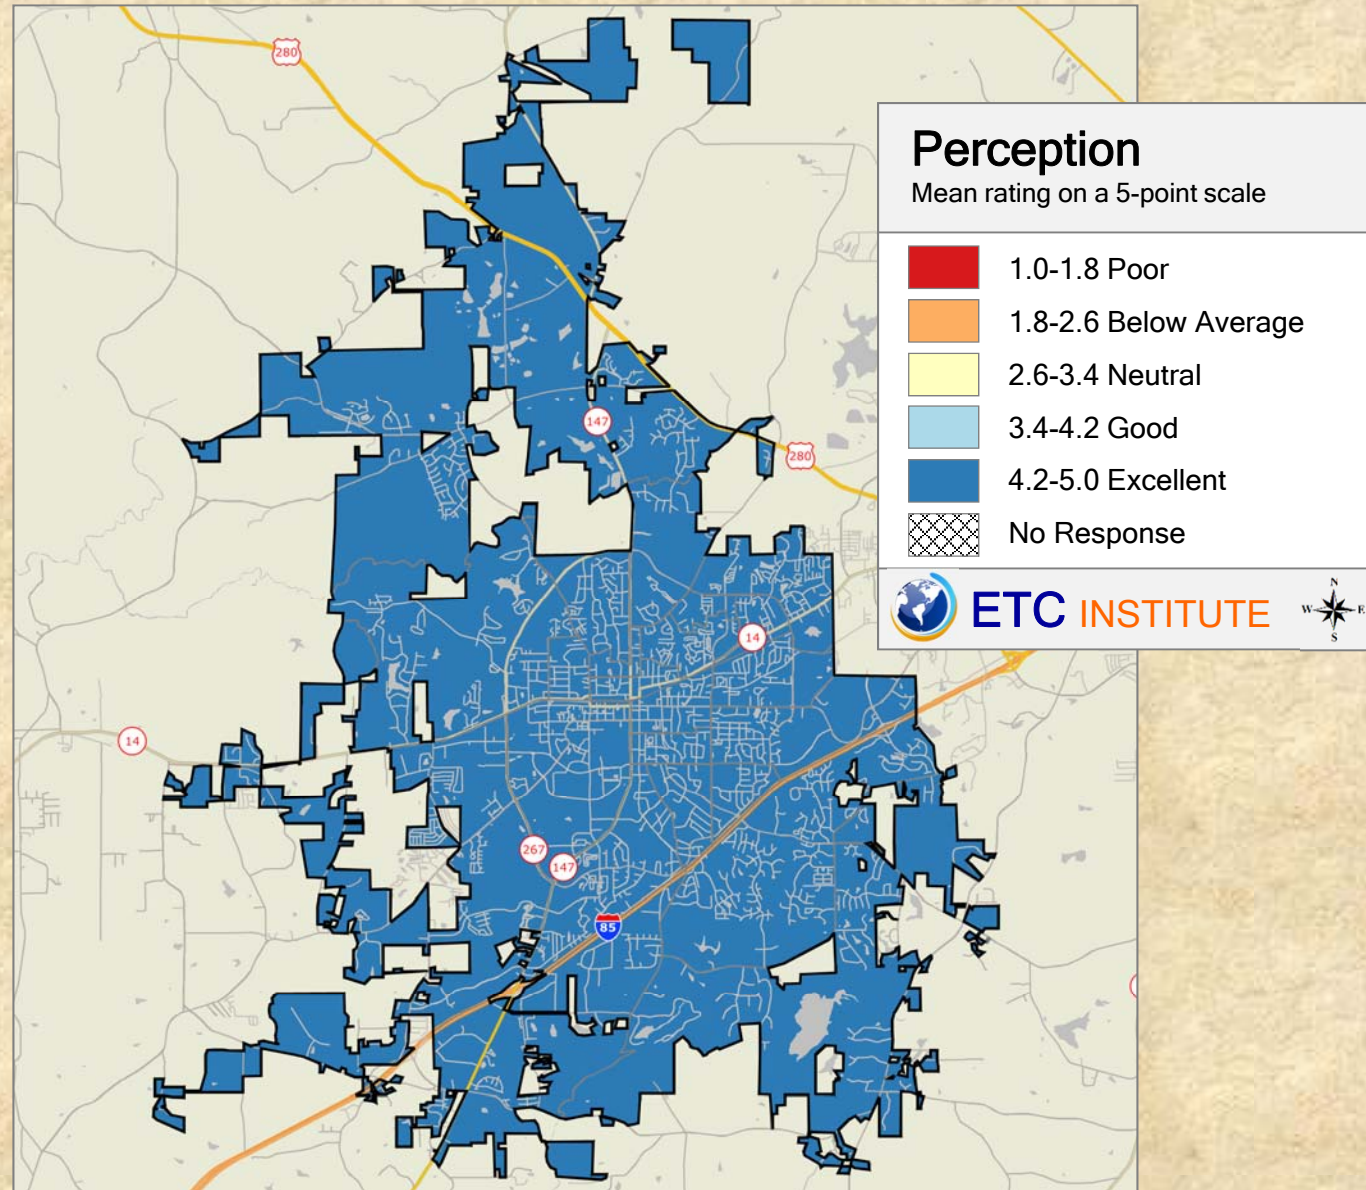 280
Perception
Mean rating on a 5-point scale
1.0-1.8 Poor
1.8-2.6 Below Average
2.6-3.4 Neutral
3.4-4.2 Good
4.2-5.0 Excellent
No Response
ETC INSTITUTE
N
W E
S
147
280
14
14
267
147
85